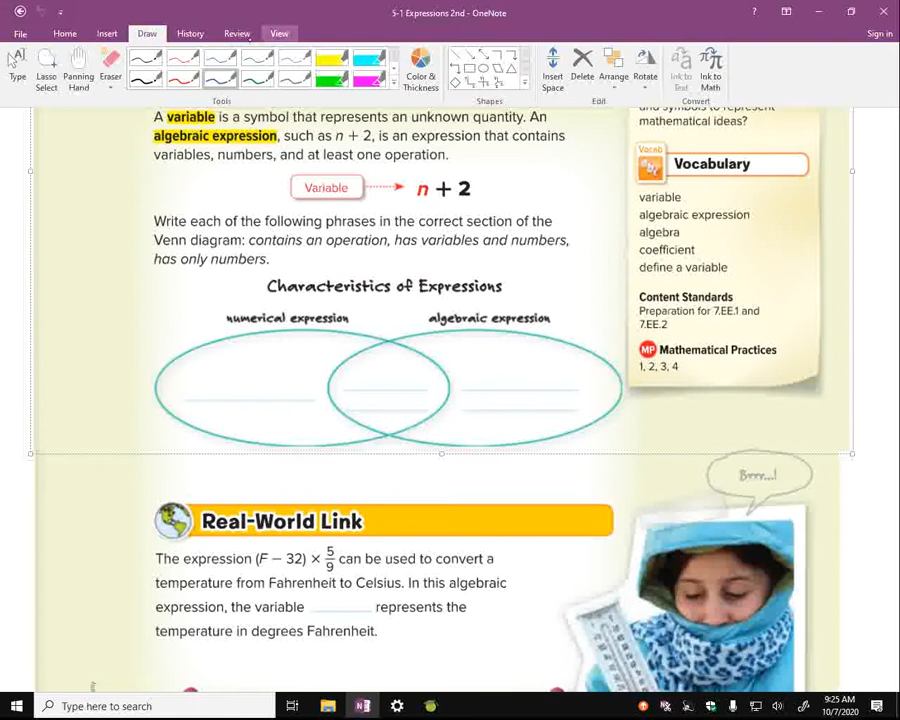 5-1 Expressions 2nd - OneNote
File Home Insert Draw History Review View Sign in
Type Lasso Select Panning Hand Eraser Color & Thickness Insert Space Delete Arrange Rotate Ink to Text Ink to Math
Tools Shapes Edit Convert
A variable is a symbol that represents an unknown quantity. An
algebraic expression, such as n + 2, is an expression that contains
variables, numbers, and at least one operation.
Variable n + 2
Write each of the following phrases in the correct section of the
Venn diagram: contains an operation, has variables and numbers,
has only numbers.
Characteristics of Expressions
numerical expression algebraic expression
and symbols to represent
mathematical ideas?
Vocab
Vocabulary
variable
algebraic expression
algebra
coefficient
define a variable
Content Standards
Preparation for 7.EE.1 and
7.EE.2
MP Mathematical Practices
1, 2, 3, 4
Brrr...!
Real-World Link
The expression (F − 32) × 5/9 can be used to convert a
temperature from Fahrenheit to Celsius. In this algebraic
expression, the variable ______ represents the
temperature in degrees Fahrenheit.
Type here to search
9:25 AM
10/7/2020